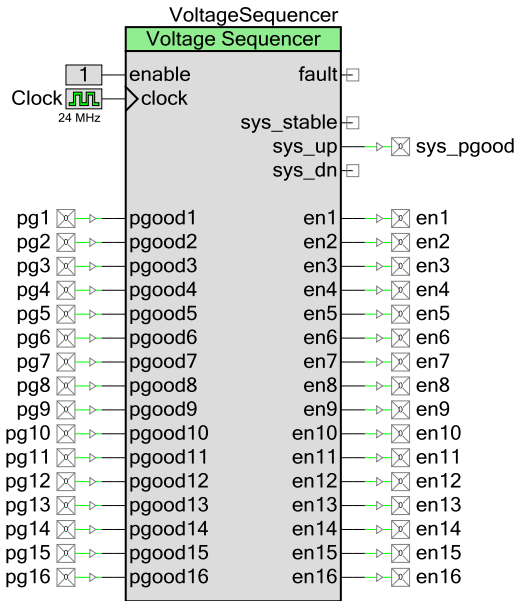 VoltageSequencer
Voltage Sequencer
1 enable fault
Clock clock
24 MHz
sys_stable
sys_up sys_pgood
sys_dn
pg1 pgood1 en1 en1
pg2 pgood2 en2 en2
pg3 pgood3 en3 en3
pg4 pgood4 en4 en4
pg5 pgood5 en5 en5
pg6 pgood6 en6 en6
pg7 pgood7 en7 en7
pg8 pgood8 en8 en8
pg9 pgood9 en9 en9
pg10 pgood10 en10 en10
pg11 pgood11 en11 en11
pg12 pgood12 en12 en12
pg13 pgood13 en13 en13
pg14 pgood14 en14 en14
pg15 pgood15 en15 en15
pg16 pgood16 en16 en16